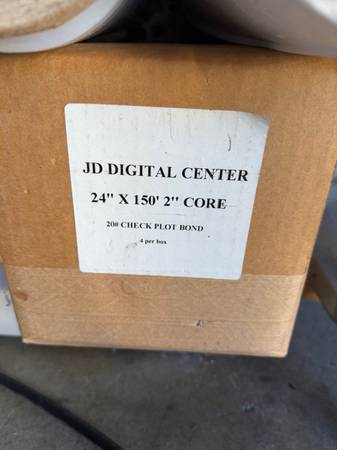 JD DIGITAL CENTER
24" X 150' 2" CORE
20# CHECK PLOT BOND
4 per box